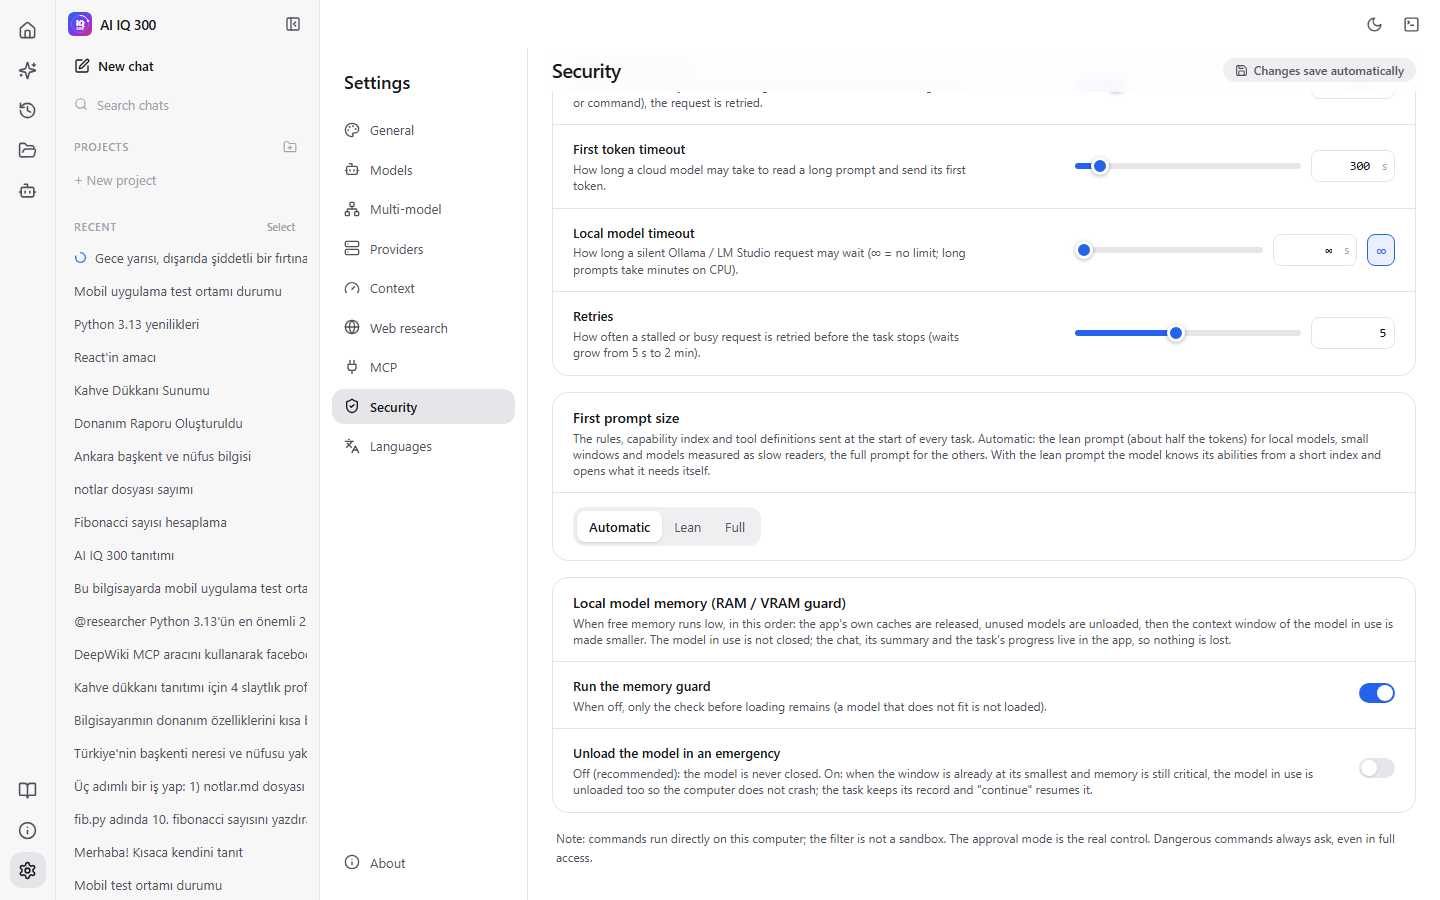 AI IQ 300
New chat
Search chats
PROJECTS
+ New project
RECENT
Select
Gece yarısı, dışarıda şiddetli bir fırtına
Mobil uygulama test ortamı durumu
Python 3.13 yenilikleri
React'in amacı
Kahve Dükkanı Sunumu
Donanım Raporu Oluşturuldu
Ankara başkent ve nüfus bilgisi
notlar dosyası sayımı
Fibonacci sayısı hesaplama
AI IQ 300 tanıtımı
Bu bilgisayarda mobil uygulama test orta
@researcher Python 3.13'ün en önemli 2
DeepWiki MCP aracını kullanarak faceboo
Kahve dükkanı tanıtımı için 4 slaytlık prof
Bilgisayarımın donanım özelliklerini kısa b
Türkiye'nin başkenti neresi ve nüfusu yak
Üç adımlı bir iş yap: 1) notlar.md dosyası
fib.py adında 10. fibonacci sayısını yazdır
Merhaba! Kısaca kendini tanıt
Mobil test ortamı durumu
Settings
General
Models
Multi-model
Providers
Context
Web research
MCP
Security
Languages
About
Security
Changes save automatically
or command), the request is retried.
First token timeout
How long a cloud model may take to read a long prompt and send its first
token.
300 s
Local model timeout
How long a silent Ollama / LM Studio request may wait (∞ = no limit; long
prompts take minutes on CPU).
∞ s
∞
Retries
How often a stalled or busy request is retried before the task stops (waits
grow from 5 s to 2 min).
5
First prompt size
The rules, capability index and tool definitions sent at the start of every task. Automatic: the lean prompt (about half the tokens) for local models, small
windows and models measured as slow readers, the full prompt for the others. With the lean prompt the model knows its abilities from a short index and
opens what it needs itself.
Automatic
Lean
Full
Local model memory (RAM / VRAM guard)
When free memory runs low, in this order: the app's own caches are released, unused models are unloaded, then the context window of the model in use is
made smaller. The model in use is not closed; the chat, its summary and the task's progress live in the app, so nothing is lost.
Run the memory guard
When off, only the check before loading remains (a model that does not fit is not loaded).
Unload the model in an emergency
Off (recommended): the model is never closed. On: when the window is already at its smallest and memory is still critical, the model in use is
unloaded too so the computer does not crash; the task keeps its record and "continue" resumes it.
Note: commands run directly on this computer; the filter is not a sandbox. The approval mode is the real control. Dangerous commands always ask, even in full
access.